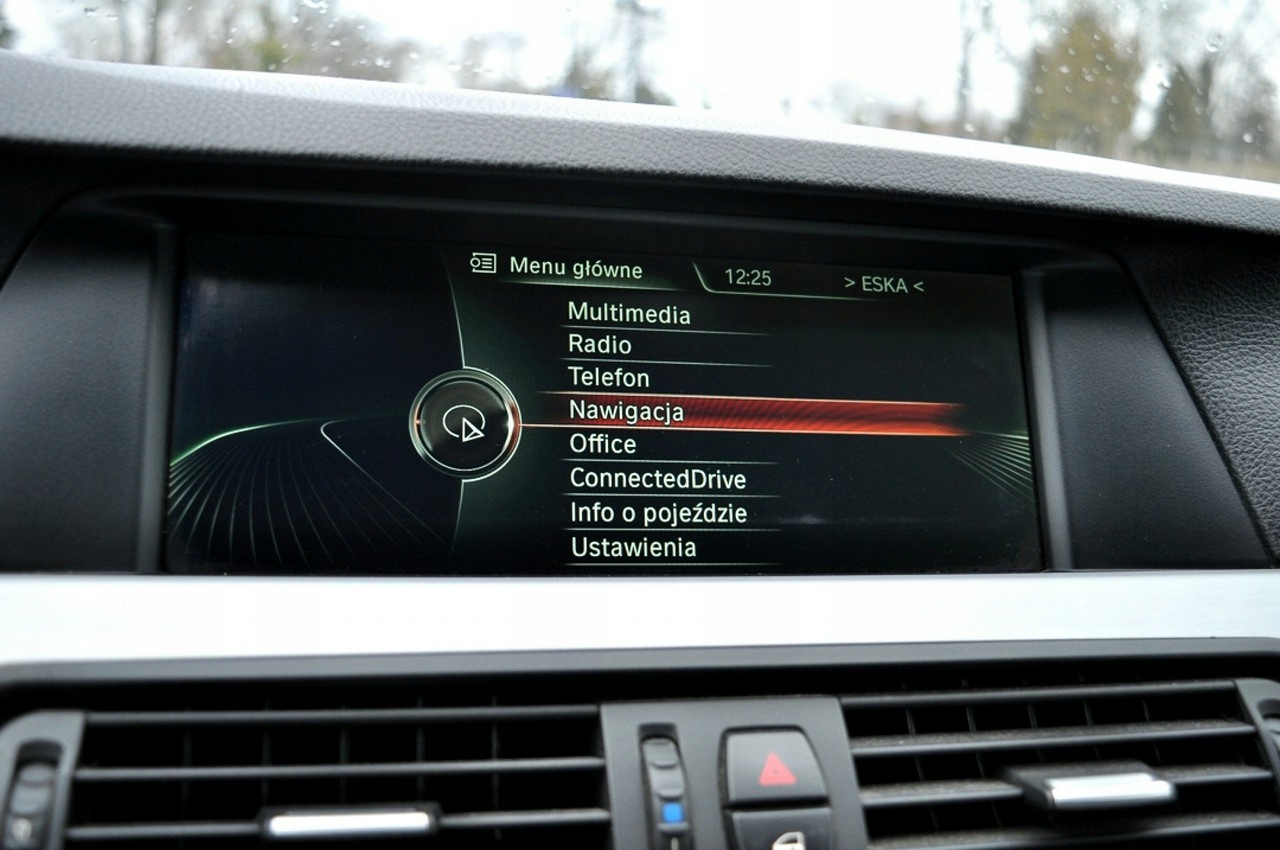 Menu główne 12:25 > ESKA <
Multimedia
Radio
Telefon
Nawigacja
Office
ConnectedDrive
Info o pojeździe
Ustawienia